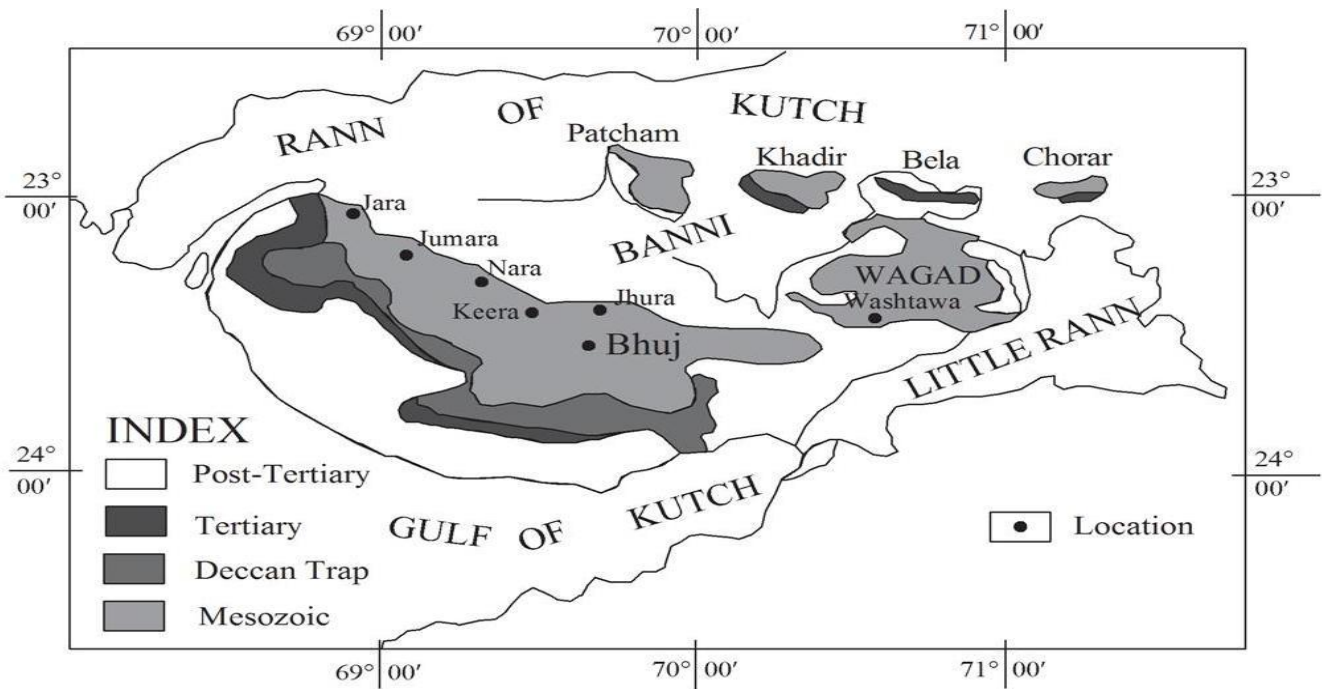 69° 00′
70° 00′
71° 00′
RANN OF KUTCH
Patcham
Khadir
Bela
Chorar
23°
00′
23°
00′
Jara
Jumara
BANNI
Nara
WAGAD
Keera
Jhura
Washtawa
Bhuj
LITTLE RANN
INDEX
24°
00′
24°
00′
Post-Tertiary
Tertiary
Deccan Trap
Mesozoic
GULF OF KUTCH
Location
69° 00′
70° 00′
71° 00′